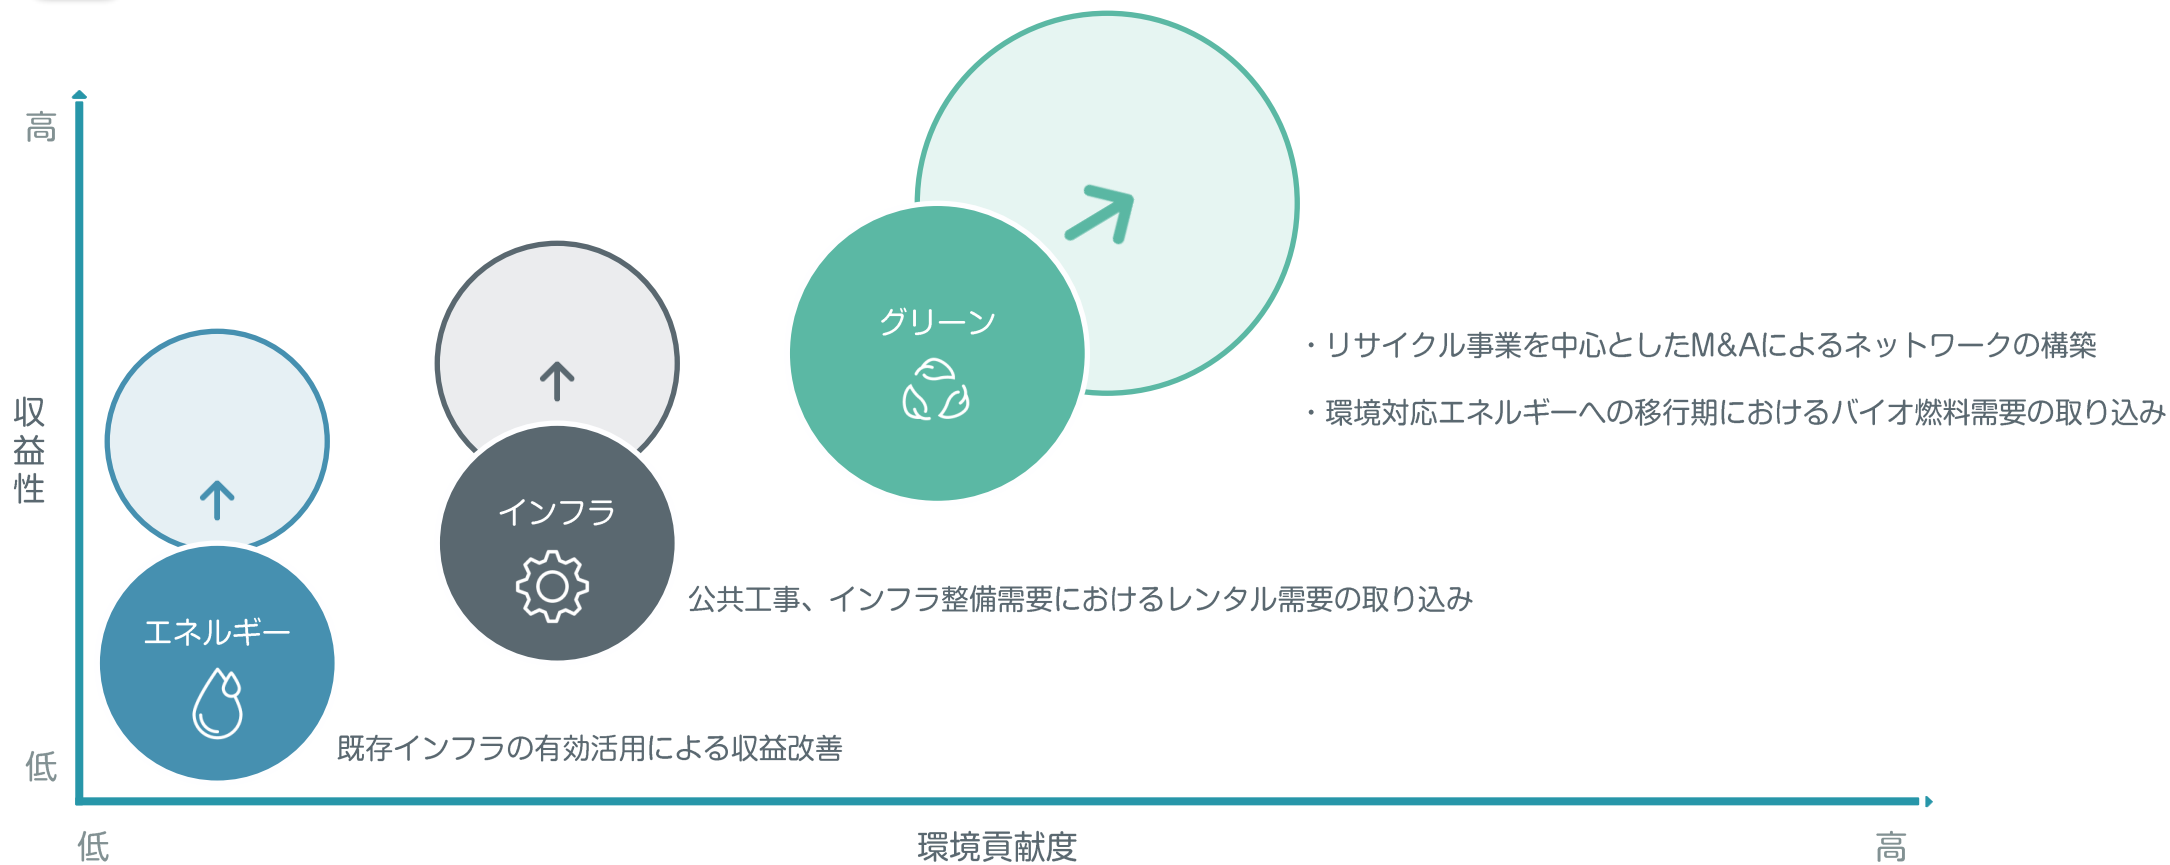 高
収益性
低
グリーン
・リサイクル事業を中心としたM&Aによるネットワークの構築
・環境対応エネルギーへの移行期におけるバイオ燃料需要の取り込み
インフラ
公共工事、インフラ整備需要におけるレンタル需要の取り込み
エネルギー
既存インフラの有効活用による収益改善
低
環境貢献度
高